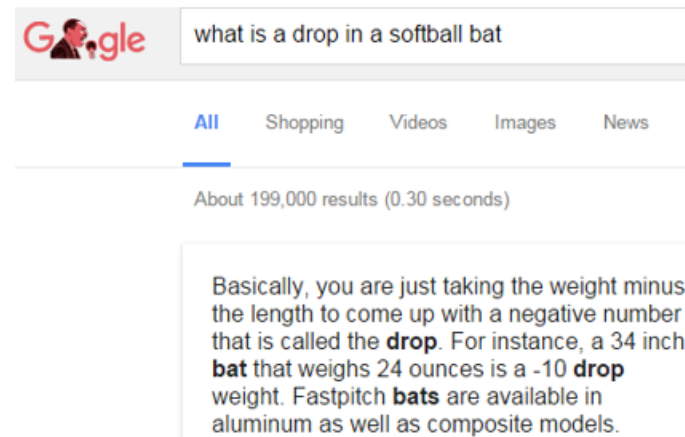 Google
what is a drop in a softball bat
All Shopping Videos Images News
About 199,000 results (0.30 seconds)
Basically, you are just taking the weight minus
the length to come up with a negative number
that is called the drop. For instance, a 34 inch
bat that weighs 24 ounces is a -10 drop
weight. Fastpitch bats are available in
aluminum as well as composite models.